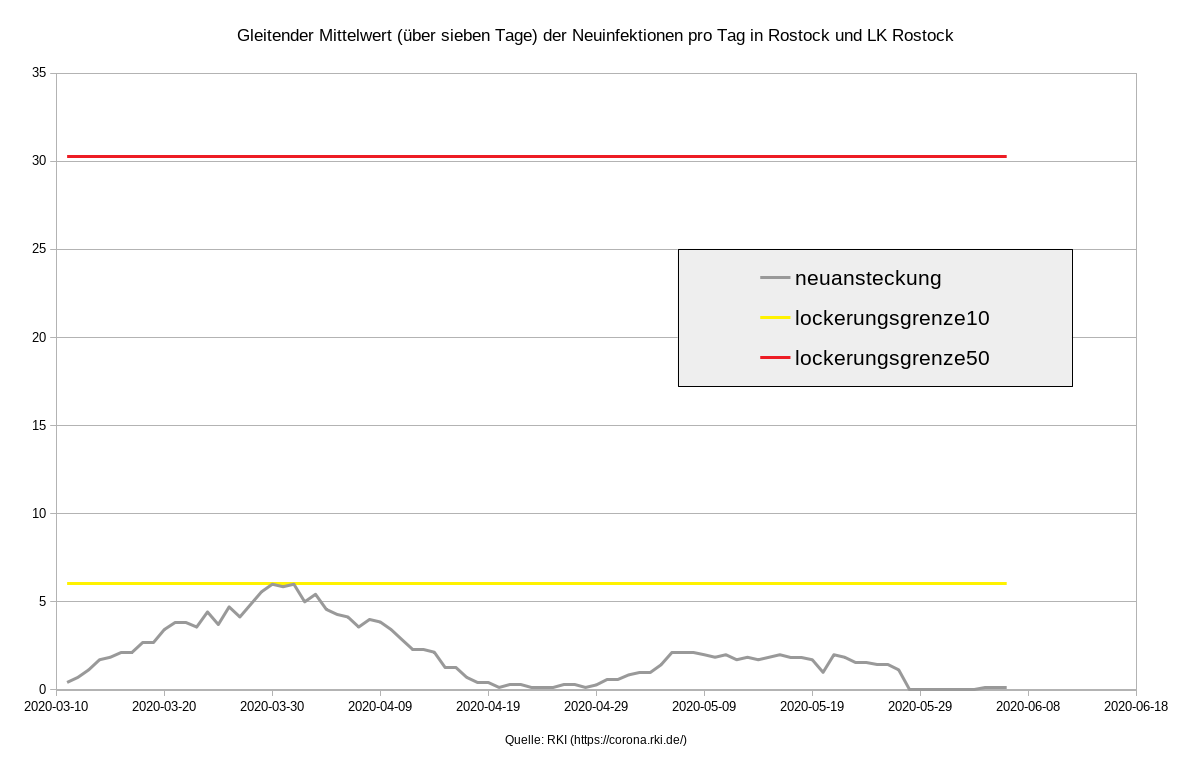 Gleitender Mittelwert (über sieben Tage) der Neuinfektionen pro Tag in Rostock und LK Rostock
35
30
25
20
15
10
5
0
neuansteckung
lockerungsgrenze10
lockerungsgrenze50
2020-03-10 2020-03-20 2020-03-30 2020-04-09 2020-04-19 2020-04-29 2020-05-09 2020-05-19 2020-05-29 2020-06-08 2020-06-18
Quelle: RKI (https://corona.rki.de/)